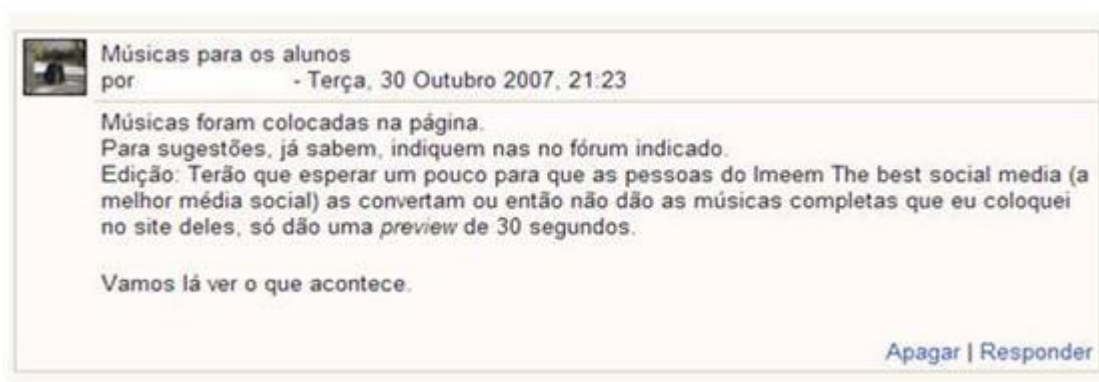 Músicas para os alunos
por - Terça, 30 Outubro 2007, 21:23
Músicas foram colocadas na página.
Para sugestões, já sabem, indiquem nas no fórum indicado.
Edição: Terão que esperar um pouco para que as pessoas do Imeem The best social media (a
melhor média social) as convertam ou então não dão as músicas completas que eu coloquei
no site deles, só dão uma preview de 30 segundos.
Vamos lá ver o que acontece.
Apagar | Responder